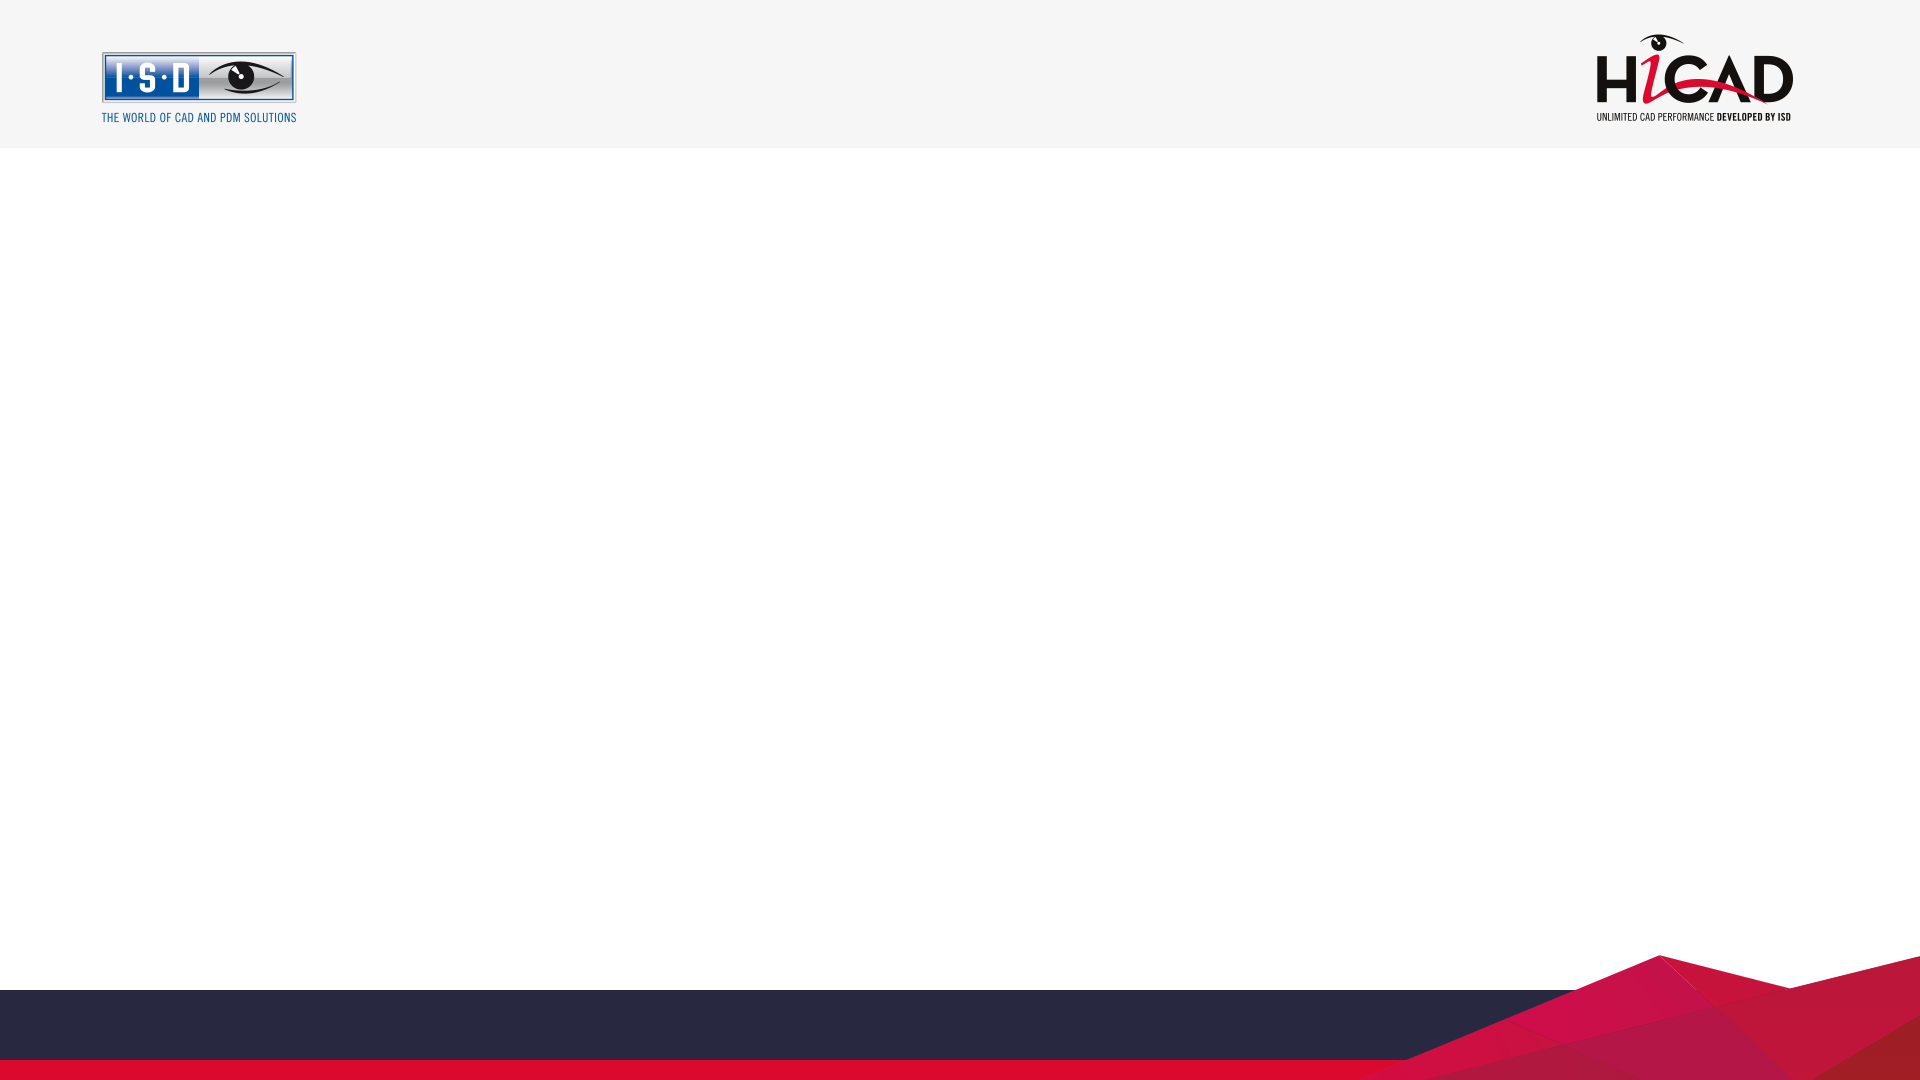 I·S·D
THE WORLD OF CAD AND PDM SOLUTIONS
HiCAD
UNLIMITED CAD PERFORMANCE DEVELOPED BY ISD